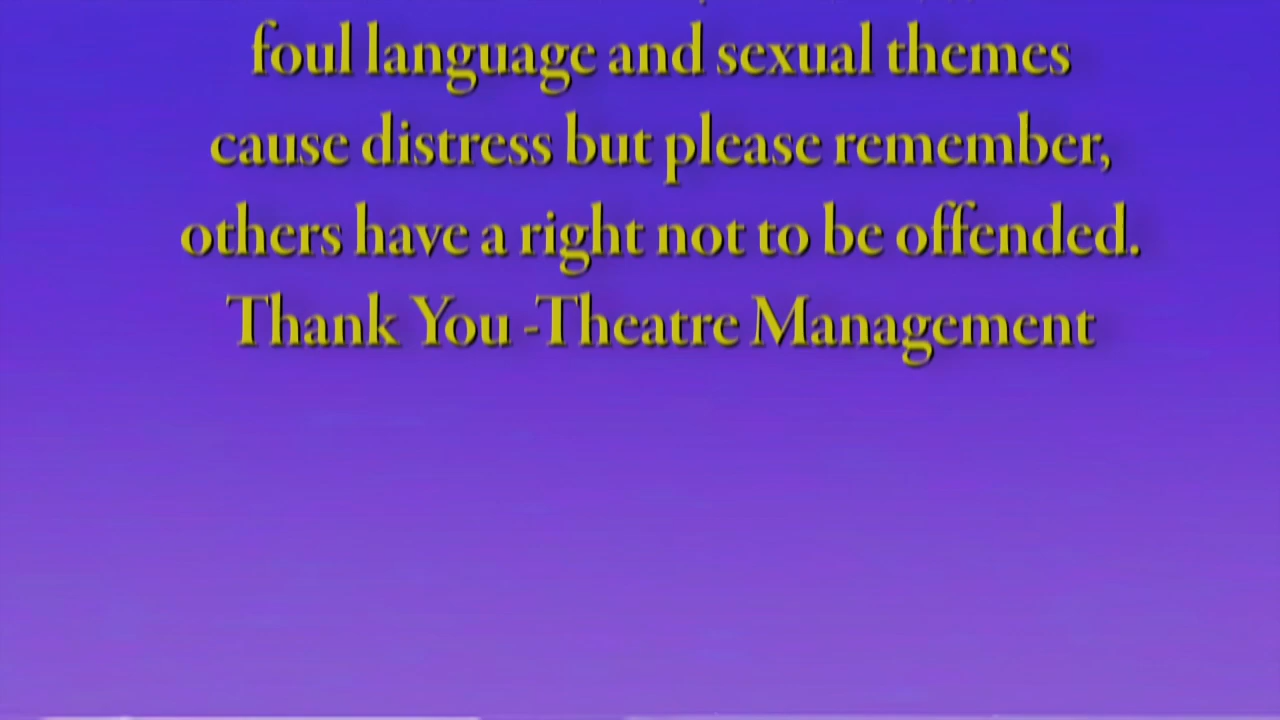 foul language and sexual themes
cause distress but please remember,
others have a right not to be offended.
Thank You -Theatre Management